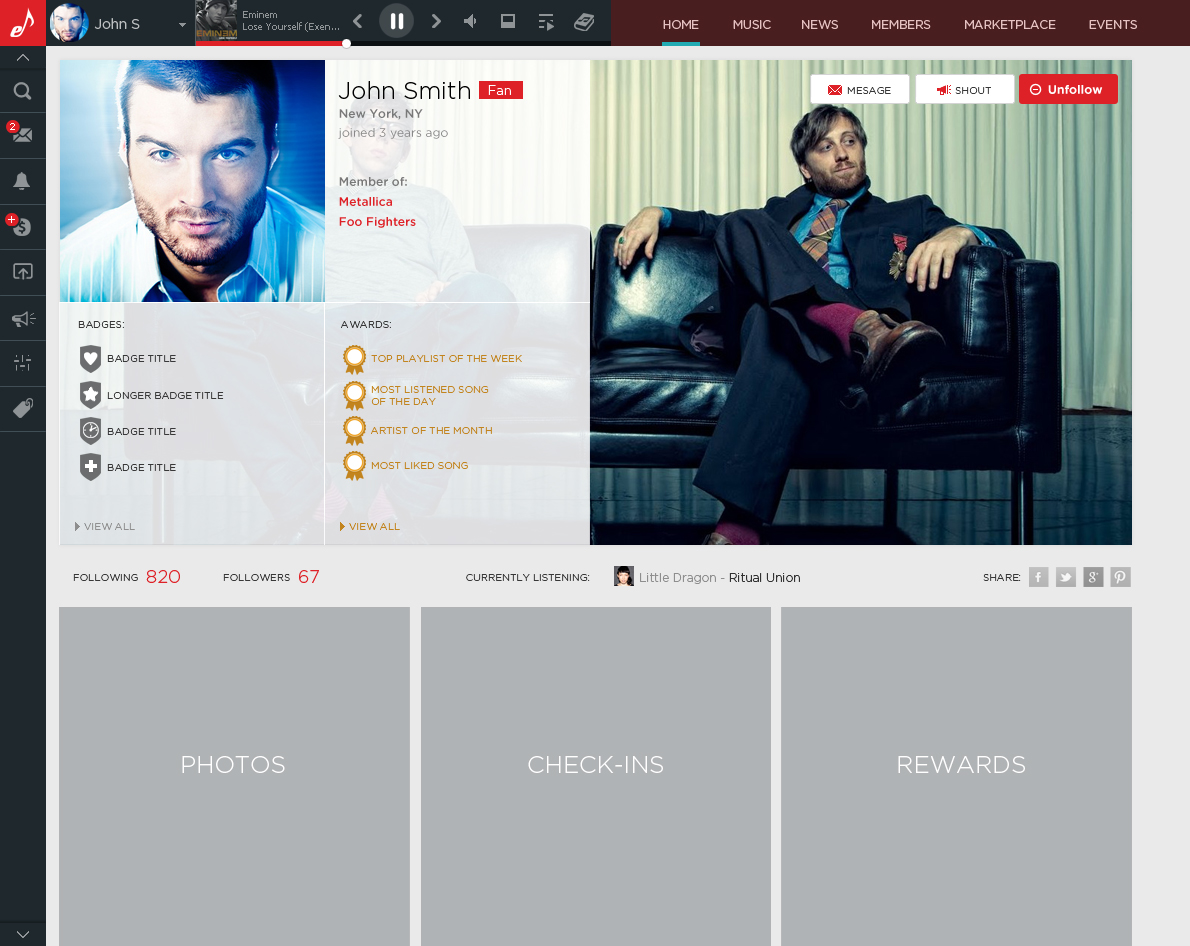 John S
Eminem
Lose Yourself (Exen...
HOME
MUSIC
NEWS
MEMBERS
MARKETPLACE
EVENTS
2
John Smith
Fan
New York, NY
joined 3 years ago
Member of:
Metallica
Foo Fighters
MESAGE
SHOUT
Unfollow
BADGES:
BADGE TITLE
LONGER BADGE TITLE
BADGE TITLE
BADGE TITLE
VIEW ALL
AWARDS:
TOP PLAYLIST OF THE WEEK
MOST LISTENED SONG
OF THE DAY
ARTIST OF THE MONTH
MOST LIKED SONG
VIEW ALL
FOLLOWING 820
FOLLOWERS 67
CURRENTLY LISTENING:
Little Dragon - Ritual Union
SHARE:
PHOTOS
CHECK-INS
REWARDS